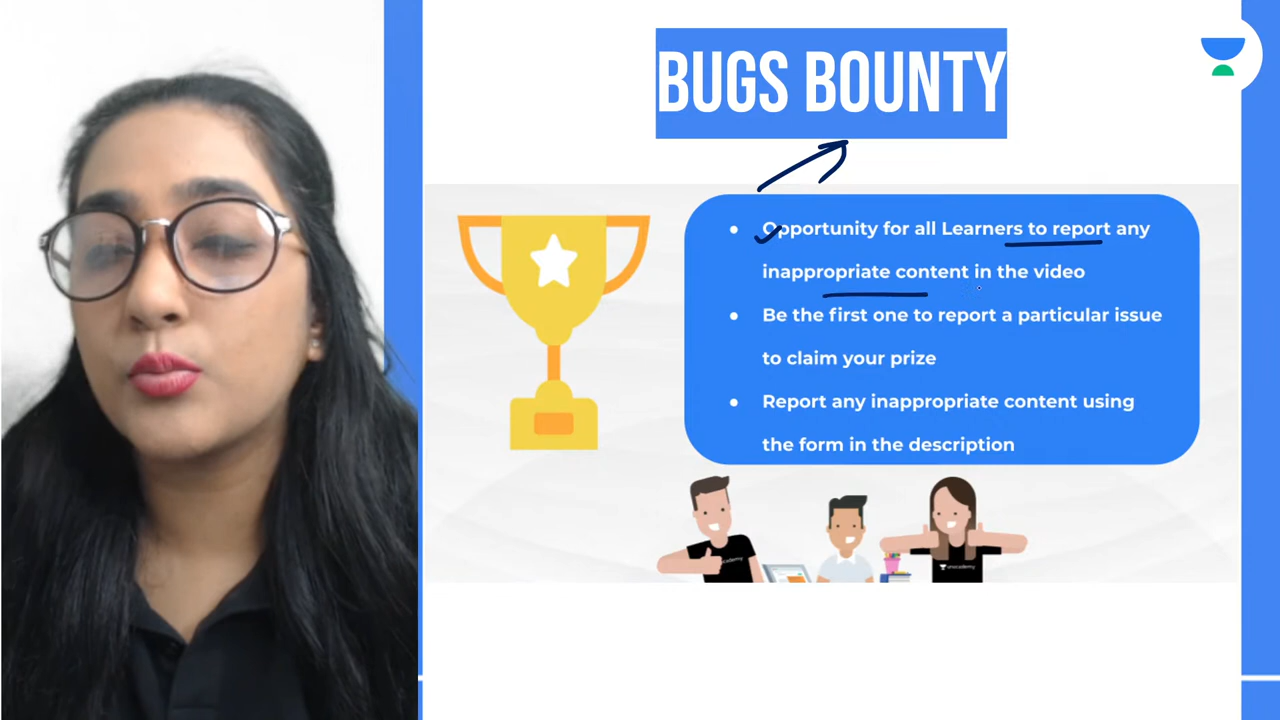 BUGS BOUNTY
• Opportunity for all Learners to report any
inappropriate content in the video
• Be the first one to report a particular issue
to claim your prize
• Report any inappropriate content using
the form in the description
unacademy